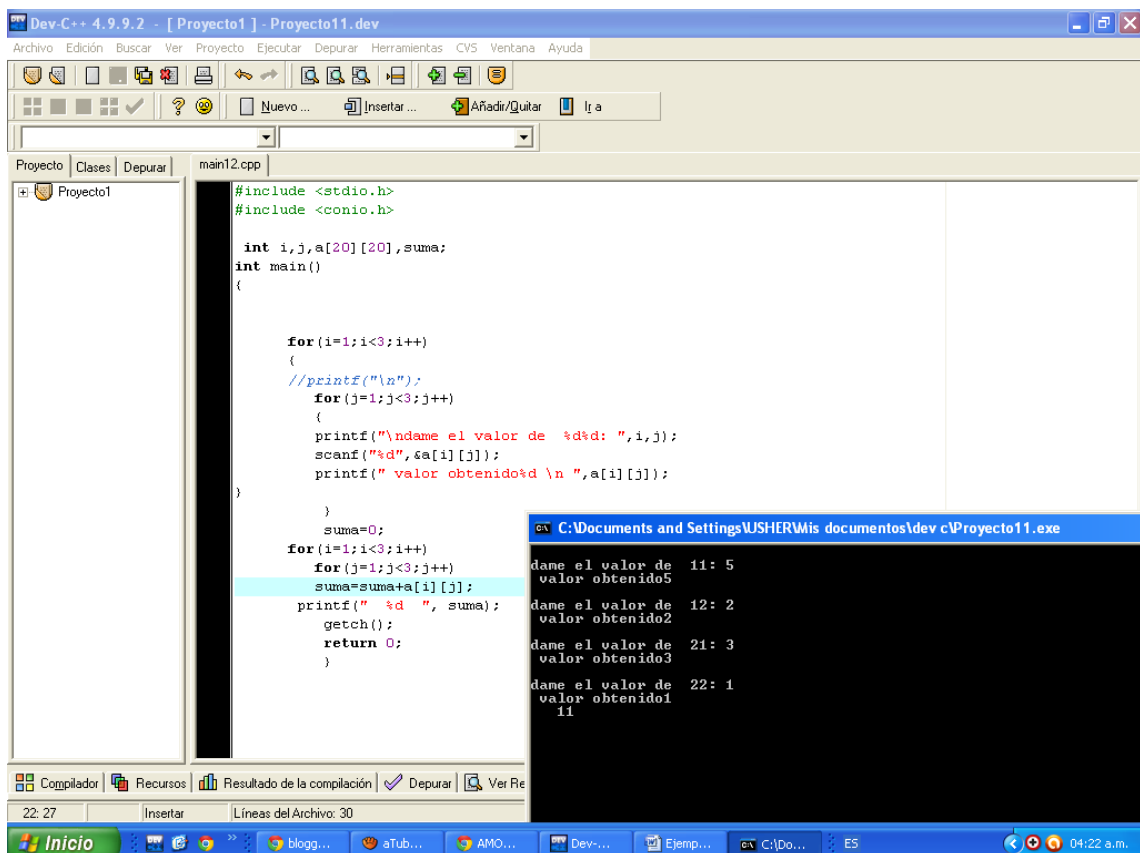 Dev-C++ 4.9.9.2 - [ Proyecto1 ] - Proyecto11.dev
Archivo Edición Buscar Ver Proyecto Ejecutar Depurar Herramientas CVS Ventana Ayuda
Nuevo ... Insertar ... Añadir/Quitar Ir a
Proyecto Clases Depurar main12.cpp
Proyecto1
#include <stdio.h>
#include <conio.h>
int i,j,a[20][20],suma;
int main()
{
for(i=1;i<3;i++)
{
//printf("\n");
for(j=1;j<3;j++)
{
printf("\ndame el valor de  %d%d: ",i,j);
scanf("%d",&a[i][j]);
printf(" valor obtenido%d \n ",a[i][j]);
}
}
suma=0;
for(i=1;i<3;i++)
for(j=1;j<3;j++)
suma=suma+a[i][j];
printf("  %d  ", suma);
getch();
return 0;
}
C:\Documents and Settings\USHER\Mis documentos\dev c\Proyecto11.exe
dame el valor de  11: 5
valor obtenido5
dame el valor de  12: 2
valor obtenido2
dame el valor de  21: 3
valor obtenido3
dame el valor de  22: 1
valor obtenido1
11
Compilador Recursos Resultado de la compilación Depurar Ver Re
22: 27 Insertar Líneas del Archivo: 30
Inicio blogg... aTub... AMO... Dev-... Ejemp... C:\Do... ES 04:22 a.m.